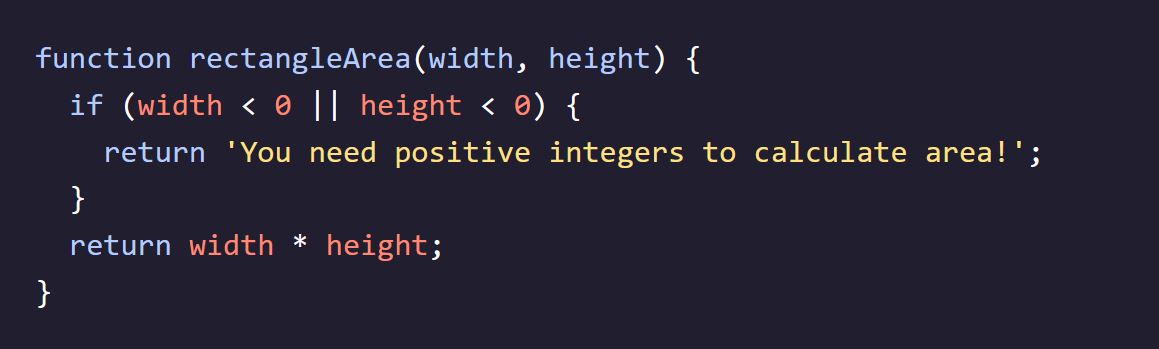 function rectangleArea(width, height) {
  if (width < 0 || height < 0) {
    return 'You need positive integers to calculate area!';
  }
  return width * height;
}